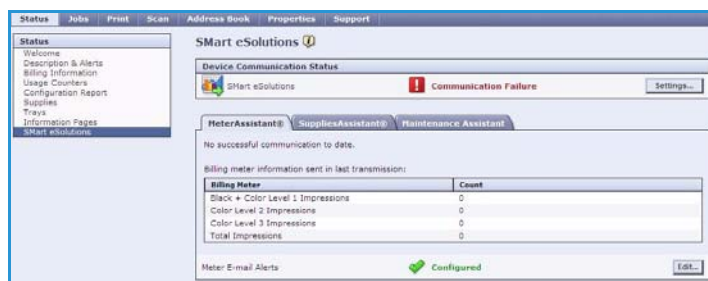 Status Jobs Print Scan Address Book Properties Support
Status
Welcome
Description & Alerts
Billing Information
Usage Counters
Configuration Report
Supplies
Trays
Information Pages
SMart eSolutions
SMart eSolutions
Device Communication Status
SMart eSolutions Communication Failure Settings...
MeterAssistant® SuppliesAssistant® Maintenance Assistant
No successful communication to date.
Billing meter information sent in last transmission:
Billing Meter Count
Black + Color Level 1 Impressions 0
Color Level 2 Impressions 0
Color Level 3 Impressions 0
Total Impressions 0
Meter E-mail Alerts Configured Edit...